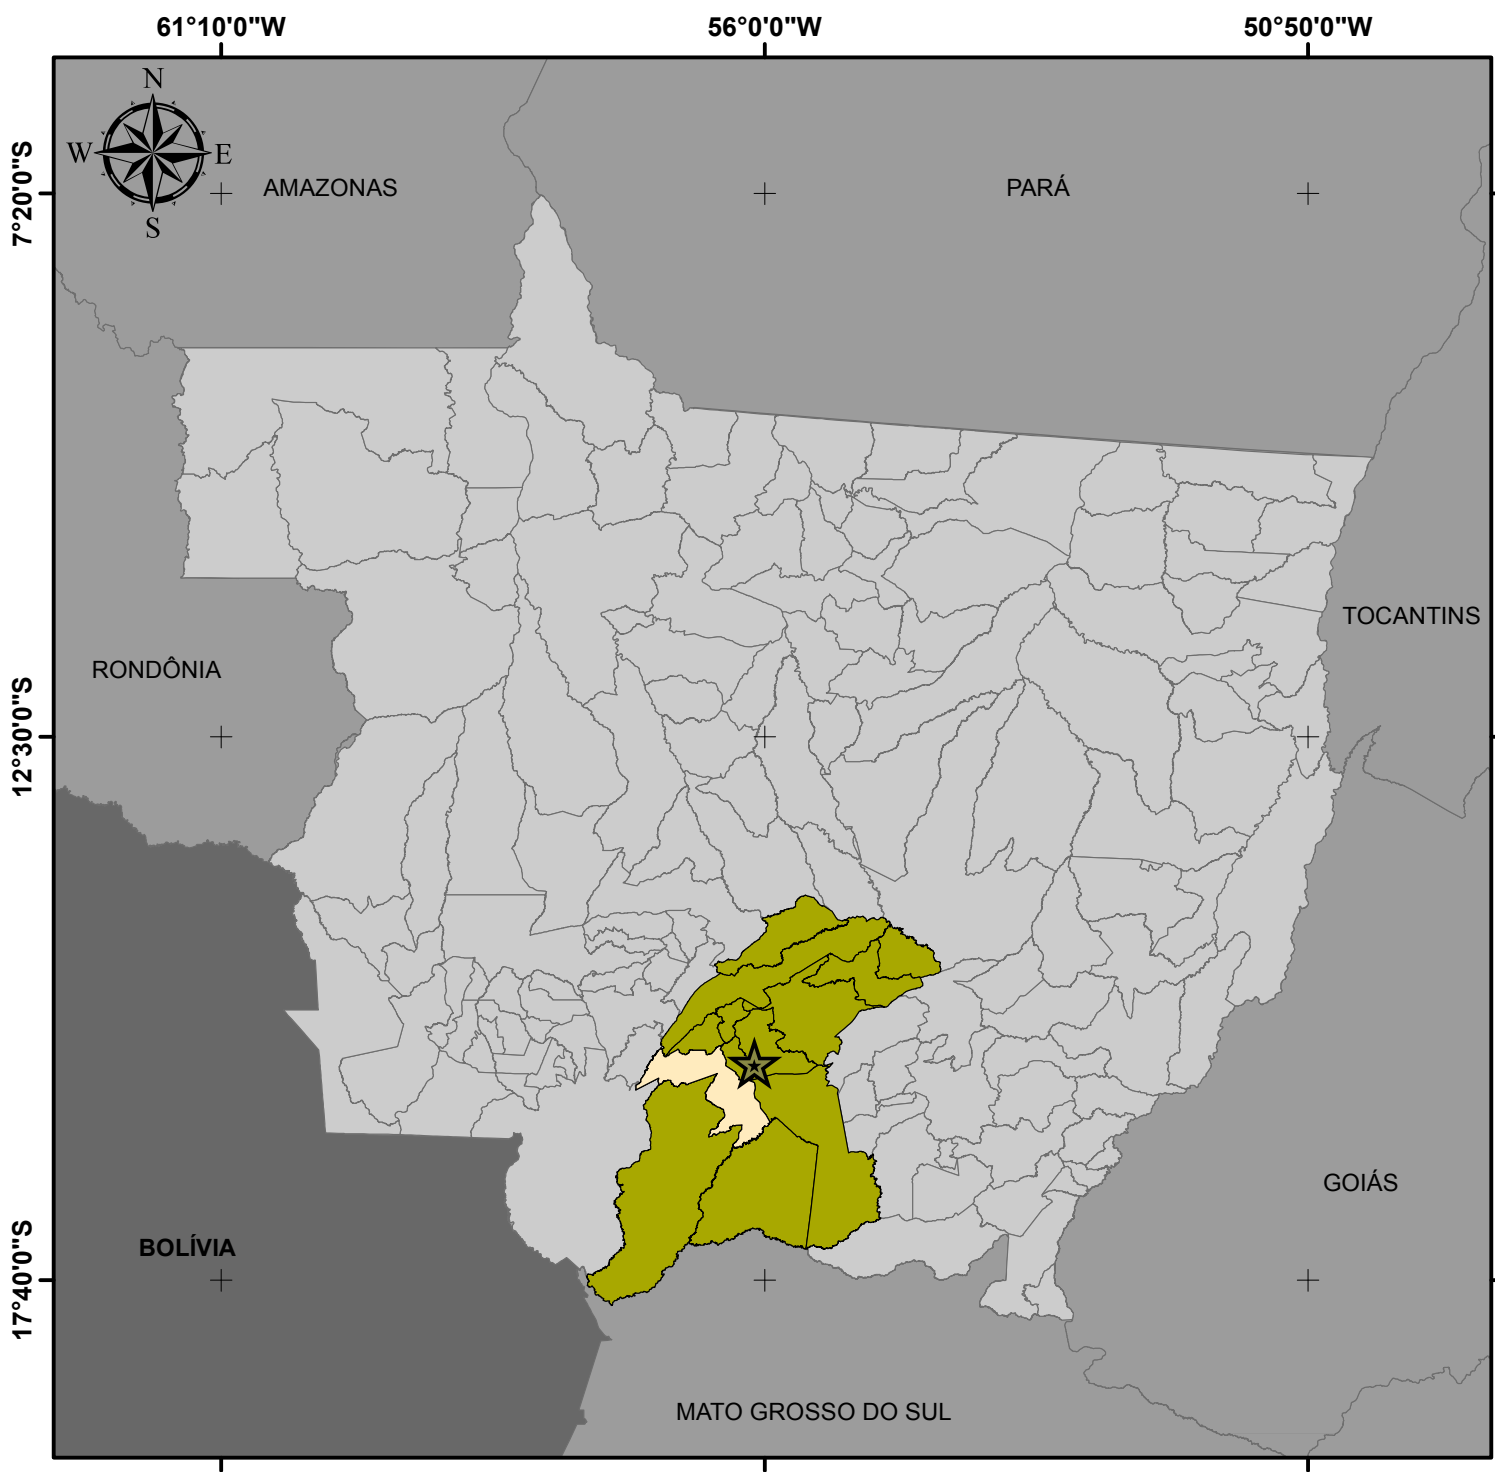 61°10'0"W 56°0'0"W 50°50'0"W
N
W E
S
7°20'0"S
AMAZONAS PARÁ
TOCANTINS
RONDÔNIA
12°30'0"S
GOIÁS
BOLÍVIA
17°40'0"S
MATO GROSSO DO SUL